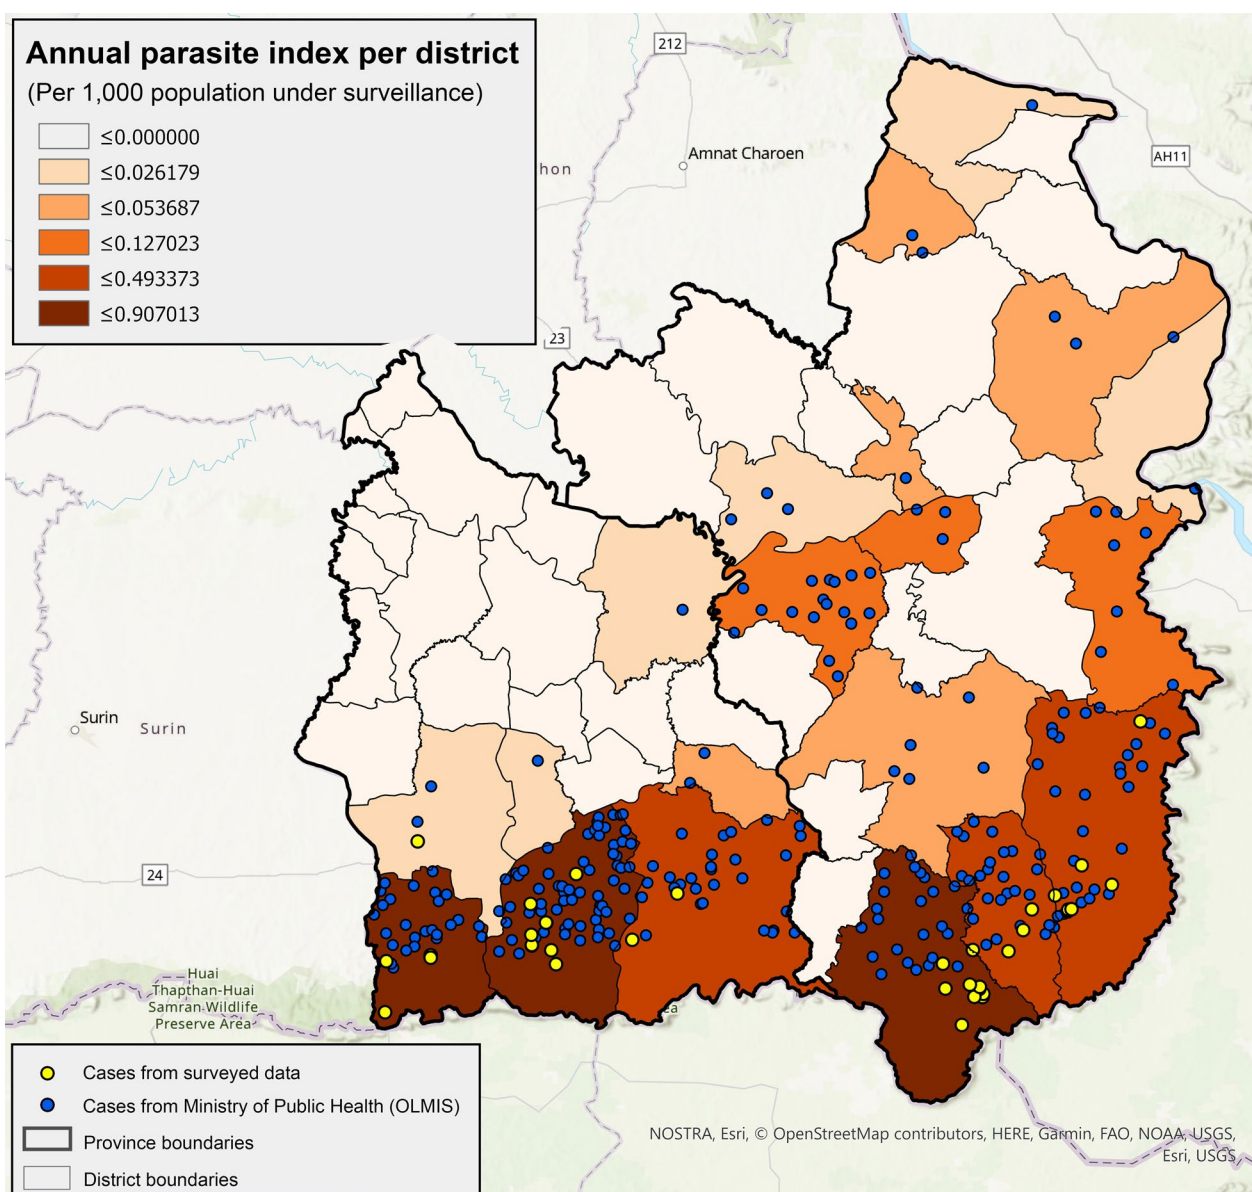 Annual parasite index per district
(Per 1,000 population under surveillance)
≤0.000000
≤0.026179
≤0.053687
≤0.127023
≤0.493373
≤0.907013
212
Amnat Charoen
AH11
hon
23
Surin
Surin
24
Huai
Thapthan-Huai
Samran Wildlife
Preserve Area
ea
Cases from surveyed data
Cases from Ministry of Public Health (OLMIS)
Province boundaries
District boundaries
NOSTRA, Esri, © OpenStreetMap contributors, HERE, Garmin, FAO, NOAA, USGS,
Esri, USGS